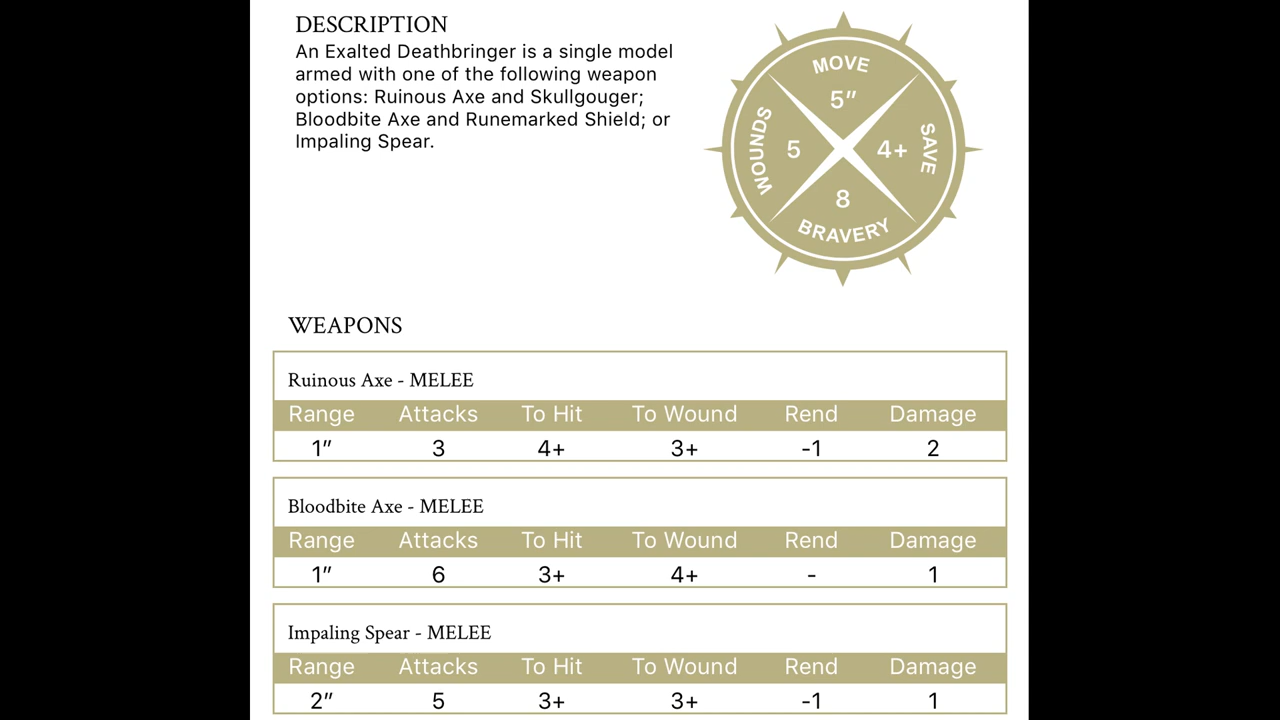 DESCRIPTION
An Exalted Deathbringer is a single model
armed with one of the following weapon
options: Ruinous Axe and Skullgouger;
Bloodbite Axe and Runemarked Shield; or
Impaling Spear.
MOVE
5″
WOUNDS
5
4+
SAVE
8
BRAVERY
WEAPONS
Ruinous Axe - MELEE
Range Attacks To Hit To Wound Rend Damage
1″ 3 4+ 3+ -1 2
Bloodbite Axe - MELEE
Range Attacks To Hit To Wound Rend Damage
1″ 6 3+ 4+ - 1
Impaling Spear - MELEE
Range Attacks To Hit To Wound Rend Damage
2″ 5 3+ 3+ -1 1